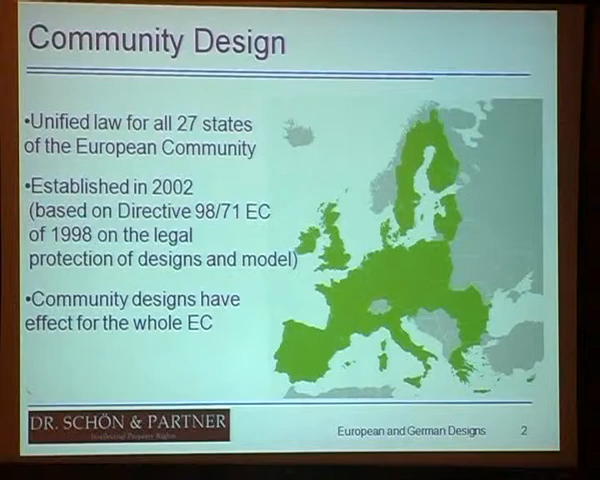 Community Design
•Unified law for all 27 states
of the European Community
•Established in 2002
(based on Directive 98/71 EC
of 1998 on the legal
protection of designs and model)
•Community designs have
effect for the whole EC
DR. SCHÖN & PARTNER
Intellectual Property Rights
European and German Designs 2